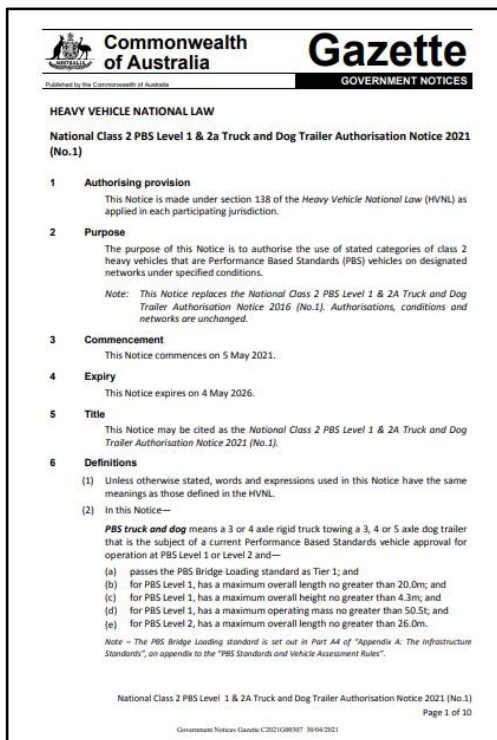 Commonwealth
of Australia
Gazette
Published by the Commonwealth of Australia
GOVERNMENT NOTICES
HEAVY VEHICLE NATIONAL LAW
National Class 2 PBS Level 1 & 2a Truck and Dog Trailer Authorisation Notice 2021
(No.1)
1 Authorising provision
This Notice is made under section 138 of the Heavy Vehicle National Law (HVNL) as
applied in each participating jurisdiction.
2 Purpose
The purpose of this Notice is to authorise the use of stated categories of class 2
heavy vehicles that are Performance Based Standards (PBS) vehicles on designated
networks under specified conditions.
Note: This Notice replaces the National Class 2 PBS Level 1 & 2A Truck and Dog
Trailer Authorisation Notice 2016 (No.1). Authorisations, conditions and
networks are unchanged.
3 Commencement
This Notice commences on 5 May 2021.
4 Expiry
This Notice expires on 4 May 2026.
5 Title
This Notice may be cited as the National Class 2 PBS Level 1 & 2A Truck and Dog
Trailer Authorisation Notice 2021 (No.1).
6 Definitions
(1) Unless otherwise stated, words and expressions used in this Notice have the same
meanings as those defined in the HVNL.
(2) In this Notice—
PBS truck and dog means a 3 or 4 axle rigid truck towing a 3, 4 or 5 axle dog trailer
that is the subject of a current Performance Based Standards vehicle approval for
operation at PBS Level 1 or Level 2 and—
(a) passes the PBS Bridge Loading standard as Tier 1; and
(b) for PBS Level 1, has a maximum overall length no greater than 20.0m; and
(c) for PBS Level 1, has a maximum overall height no greater than 4.3m; and
(d) for PBS Level 1, has a maximum operating mass no greater than 50.5t; and
(e) for PBS Level 2, has a maximum overall length no greater than 26.0m.
Note – The PBS Bridge Loading standard is set out in Part A4 of "Appendix A: The Infrastructure
Standards", an appendix to the "PBS Standards and Vehicle Assessment Rules".
National Class 2 PBS Level 1 & 2A Truck and Dog Trailer Authorisation Notice 2021 (No.1)
Page 1 of 10
Government Notices Gazette C2021G00307 30/04/2021